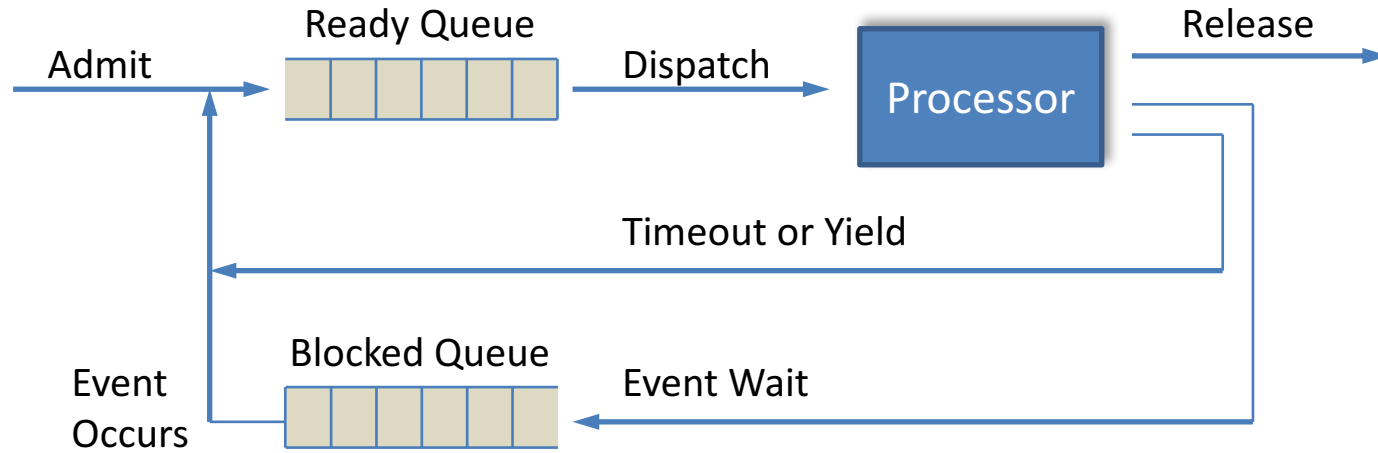 Ready Queue
Release
Admit
Dispatch
Processor
Timeout or Yield
Blocked Queue
Event
Occurs
Event Wait